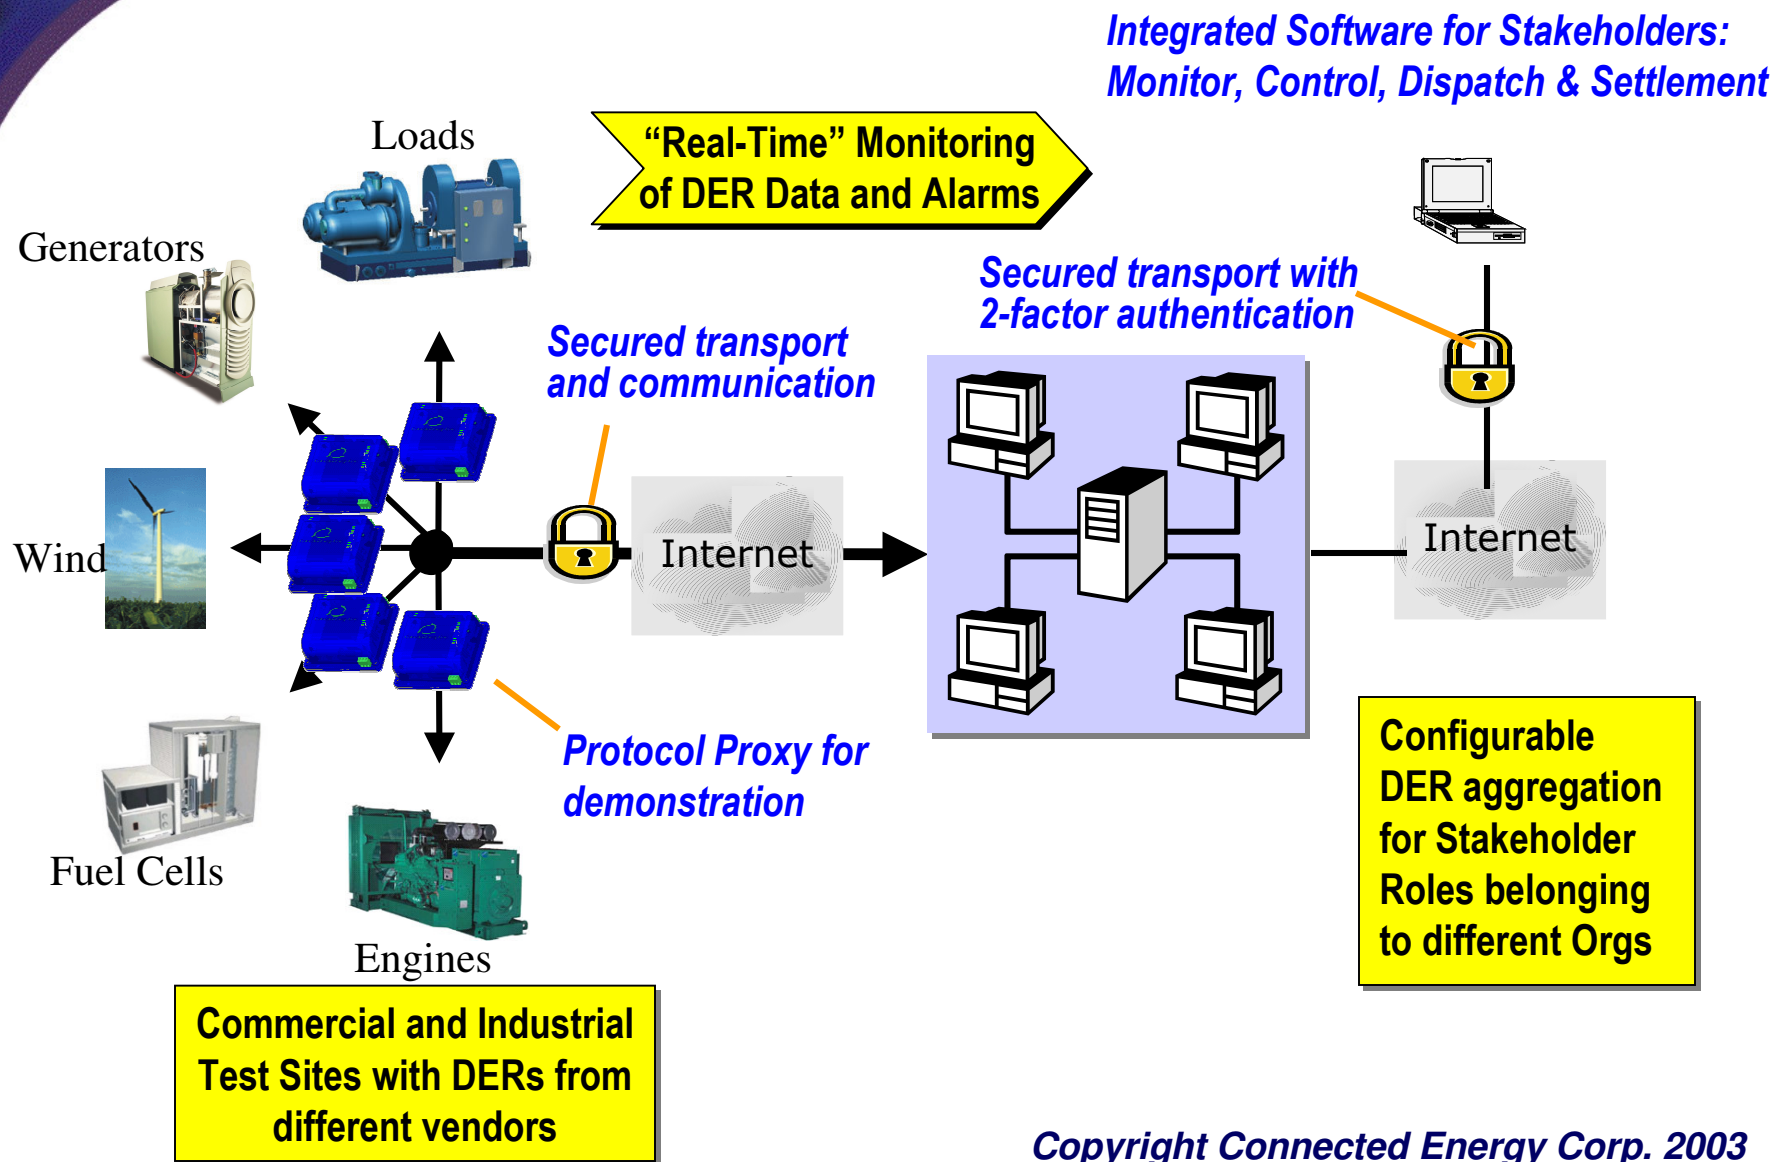 Integrated Software for Stakeholders:
Monitor, Control, Dispatch & Settlement
Loads
“Real-Time” Monitoring
of DER Data and Alarms
Generators
Secured transport with
2-factor authentication
Secured transport
and communication
Wind
Internet
Internet
Protocol Proxy for
demonstration
Configurable
DER aggregation
for Stakeholder
Roles belonging
to different Orgs
Fuel Cells
Engines
Commercial and Industrial
Test Sites with DERs from
different vendors
Copyright Connected Energy Corp. 2003